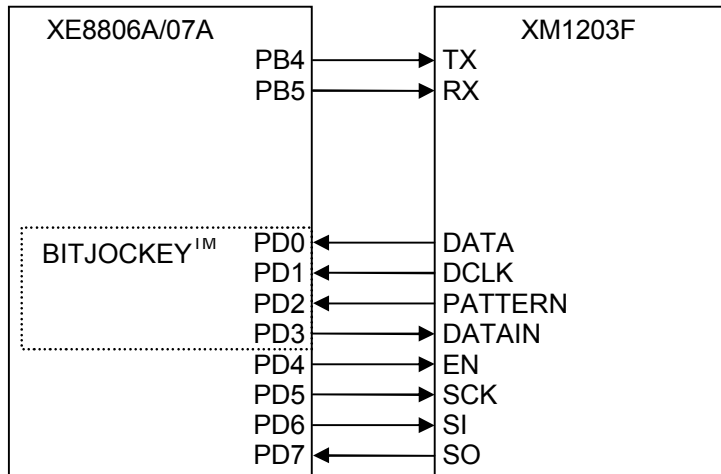 XE8806A/07A XM1203F
PB4 TX
PB5 RX
BITJOCKEY™ PD0 DATA
PD1 DCLK
PD2 PATTERN
PD3 DATAIN
PD4 EN
PD5 SCK
PD6 SI
PD7 SO